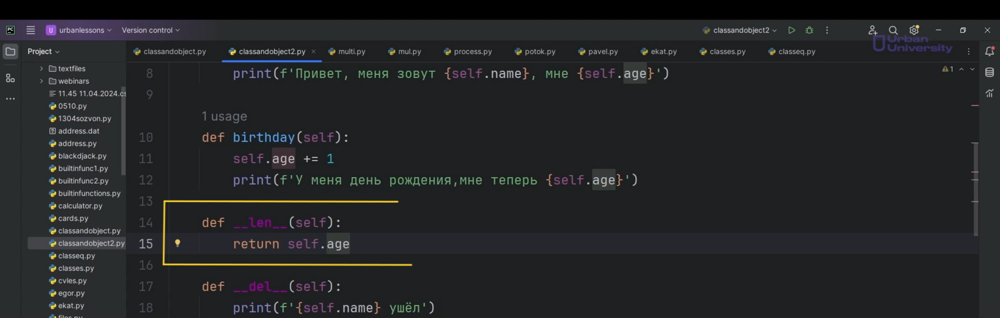 PC U urbanlessons Version control classandobject2
Urban University
Project classandobject.py classandobject2.py × multi.py mul.py process.py potok.py pavel.py ekat.py classes.py classeq.py
textfiles
webinars
11.45 11.04.2024.cs
0510.py
1304sozvon.py
address.dat
address.py
blackdjack.py
builtinfunc1.py
builtinfunc2.py
builtinfunctions.py
calculator.py
cards.py
classandobject.py
classandobject2.py
classeq.py
classes.py
cvles.py
egor.py
ekat.py
files.py
1
8 print(f'Привет, меня зовут {self.name}, мне {self.age}')
9
1 usage
10 def birthday(self):
11 self.age += 1
12 print(f'У меня день рождения,мне теперь {self.age}')
13
14 def __len__(self):
15 return self.age
16
17 def __del__(self):
18 print(f'{self.name} ушёл')